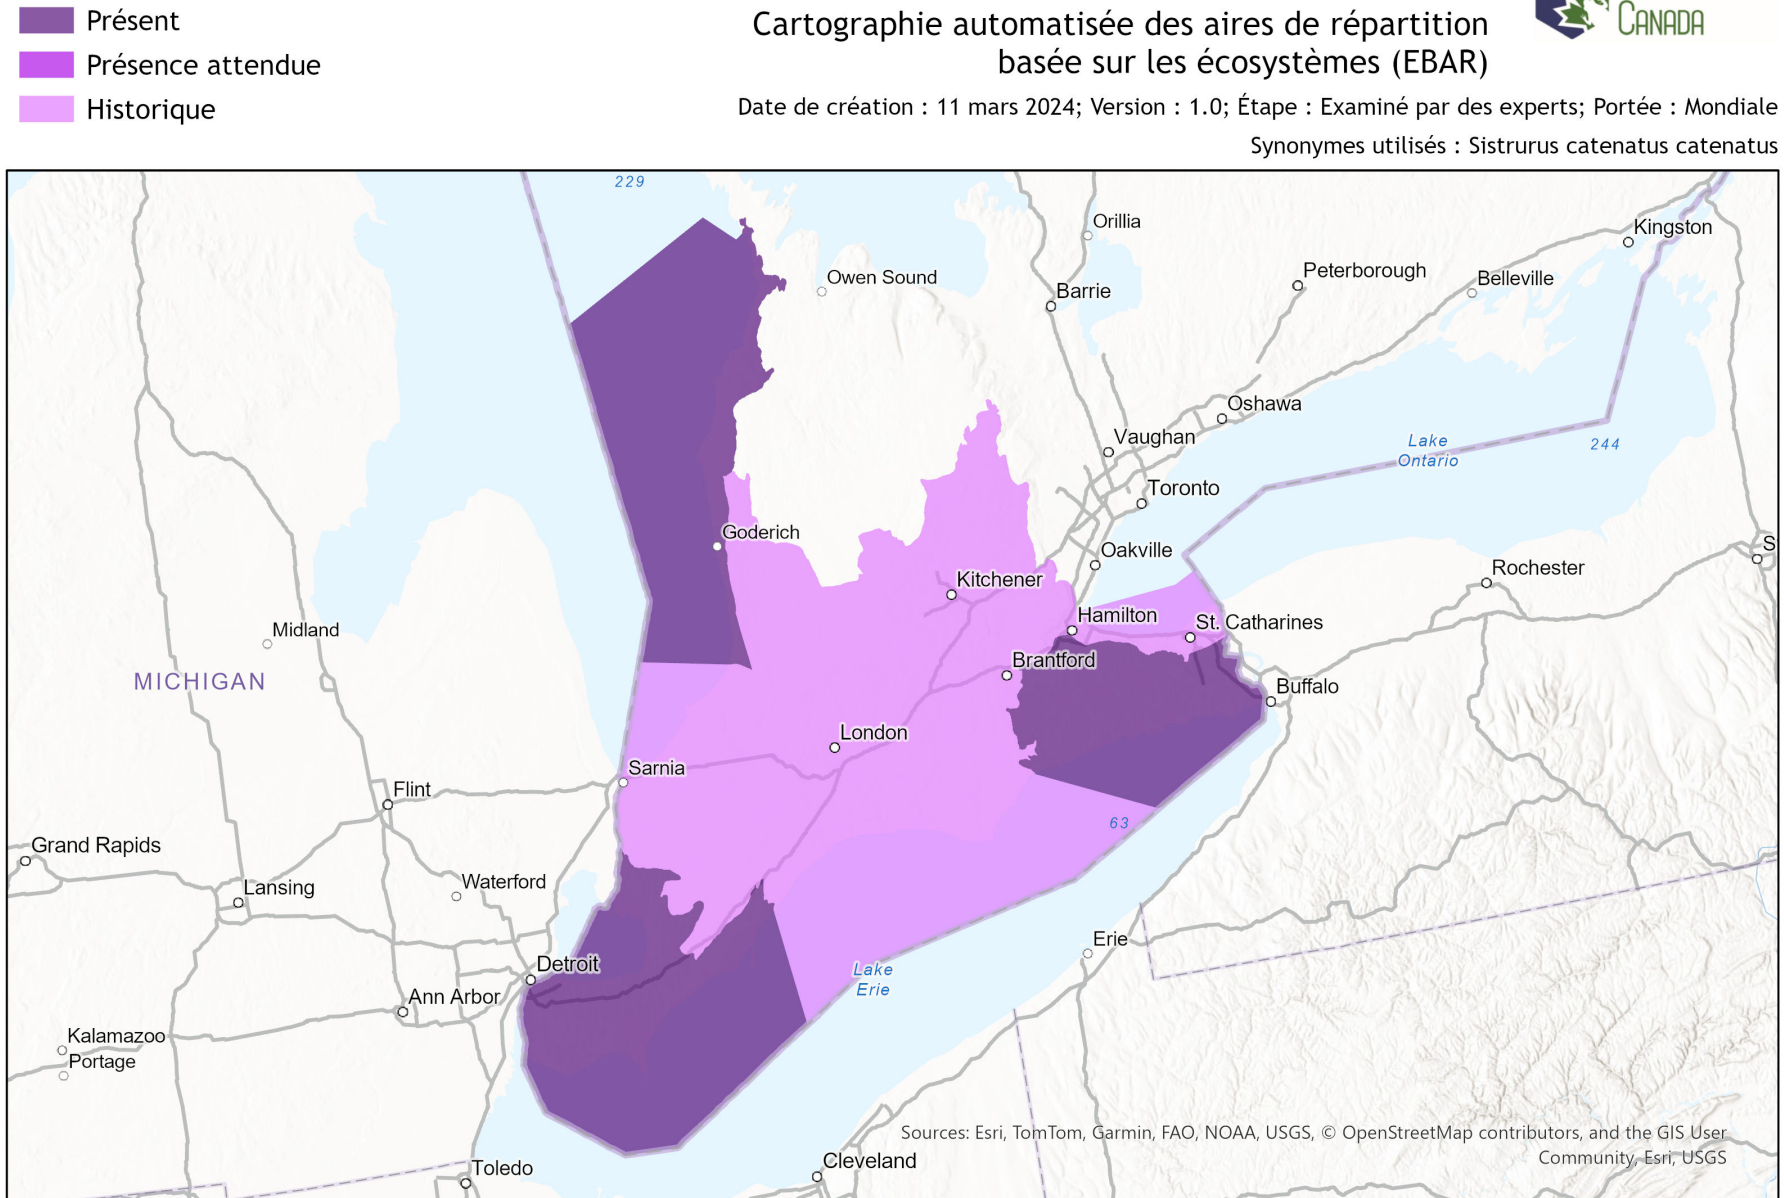 Présent
Présence attendue
Historique
Cartographie automatisée des aires de répartition
basée sur les écosystèmes (EBAR)
CANADA
Date de création : 11 mars 2024; Version : 1.0; Étape : Examiné par des experts; Portée : Mondiale
Synonymes utilisés : Sistrurus catenatus catenatus
229
Orillia
Kingston
Owen Sound
Peterborough
Belleville
Barrie
Oshawa
Vaughan
Lake
Ontario
244
Toronto
Goderich
Oakville
S
Rochester
Kitchener
Hamilton
St. Catharines
Midland
Brantford
MICHIGAN
Buffalo
London
Sarnia
Flint
63
Grand Rapids
Lansing
Waterford
Erie
Detroit
Lake
Erie
Ann Arbor
Kalamazoo
Portage
Sources: Esri, TomTom, Garmin, FAO, NOAA, USGS, © OpenStreetMap contributors, and the GIS User
Community, Esri, USGS
Cleveland
Toledo